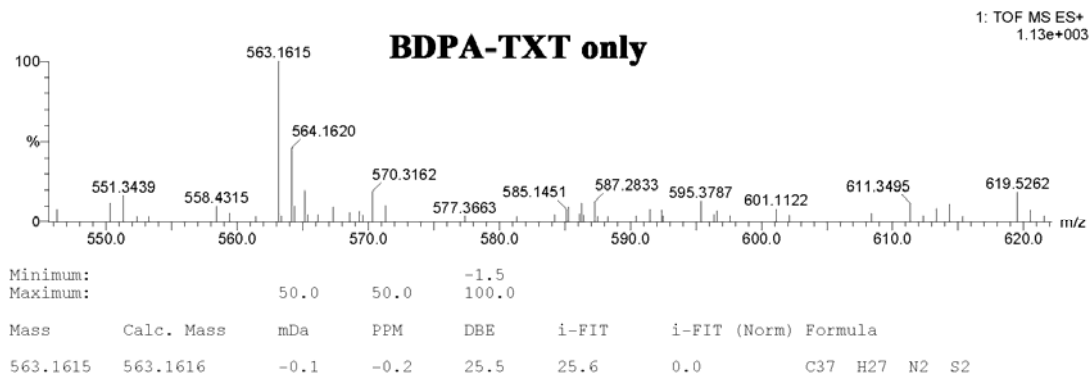 1: TOF MS ES+
1.13e+003
BDPA-TXT only
100
%
0
563.1615
564.1620
551.3439
558.4315
570.3162
577.3663
585.1451
587.2833
595.3787
601.1122
611.3495
619.5262
550.0 560.0 570.0 580.0 590.0 600.0 610.0 620.0 m/z
Minimum: -1.5
Maximum: 50.0 50.0 100.0
Mass Calc. Mass mDa PPM DBE i-FIT i-FIT (Norm) Formula
563.1615 563.1616 -0.1 -0.2 25.5 25.6 0.0 C37 H27 N2 S2